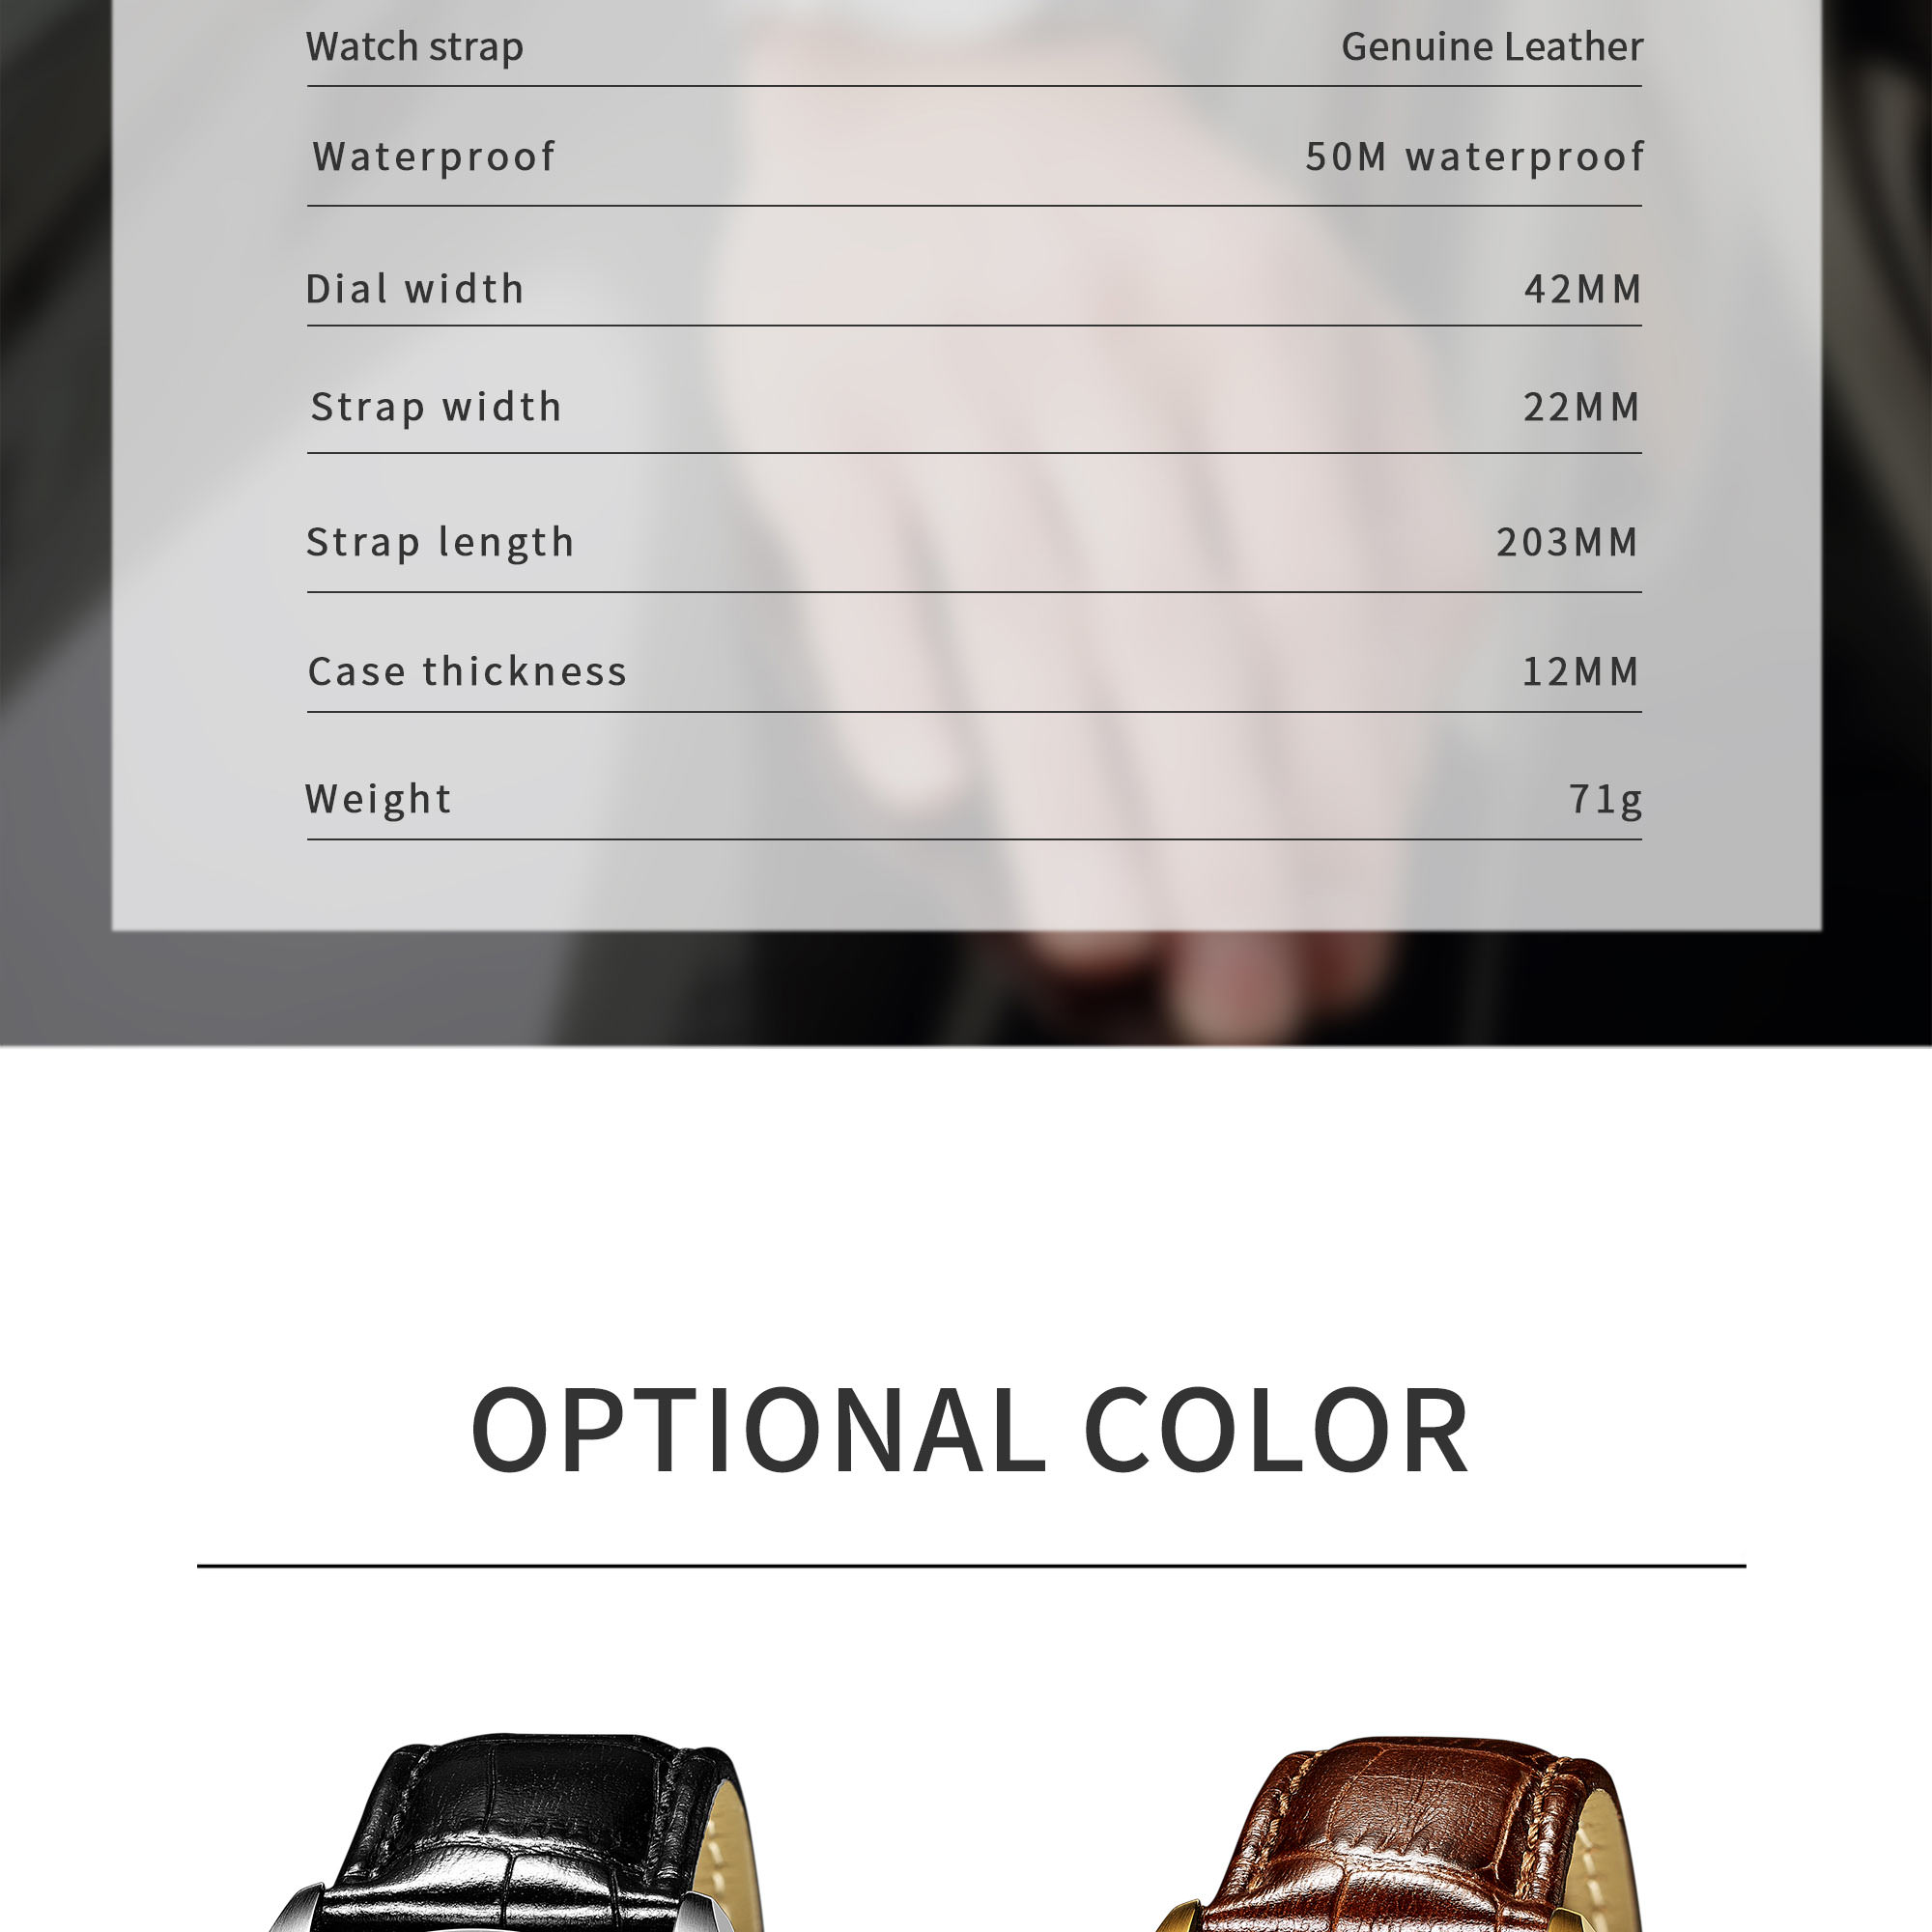 Watch strap Genuine Leather
Waterproof 50M waterproof
Dial width 42MM
Strap width 22MM
Strap length 203MM
Case thickness 12MM
Weight 71g
OPTIONAL COLOR